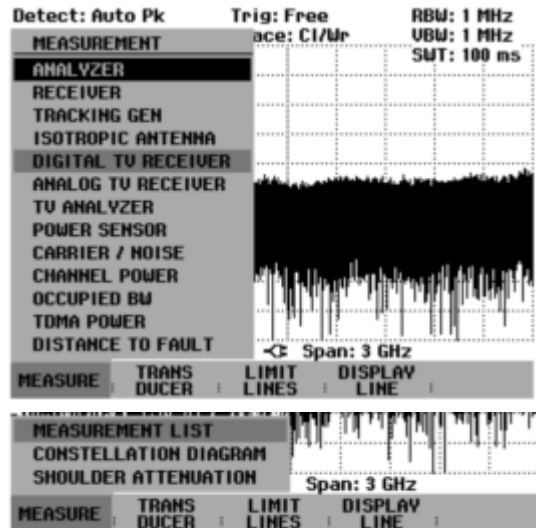 Detect: Auto Pk Trig: Free RBW: 1 MHz
ace: Cl/Wr VBW: 1 MHz
SWT: 100 ms
MEASUREMENT
ANALYZER
RECEIVER
TRACKING GEN
ISOTROPIC ANTENNA
DIGITAL TV RECEIVER
ANALOG TV RECEIVER
TV ANALYZER
POWER SENSOR
CARRIER / NOISE
CHANNEL POWER
OCCUPIED BW
TDMA POWER
DISTANCE TO FAULT
Span: 3 GHz
MEASURE TRANS DUCER LIMIT LINES DISPLAY LINE
MEASUREMENT LIST
CONSTELLATION DIAGRAM
SHOULDER ATTENUATION
Span: 3 GHz
MEASURE TRANS DUCER LIMIT LINES DISPLAY LINE